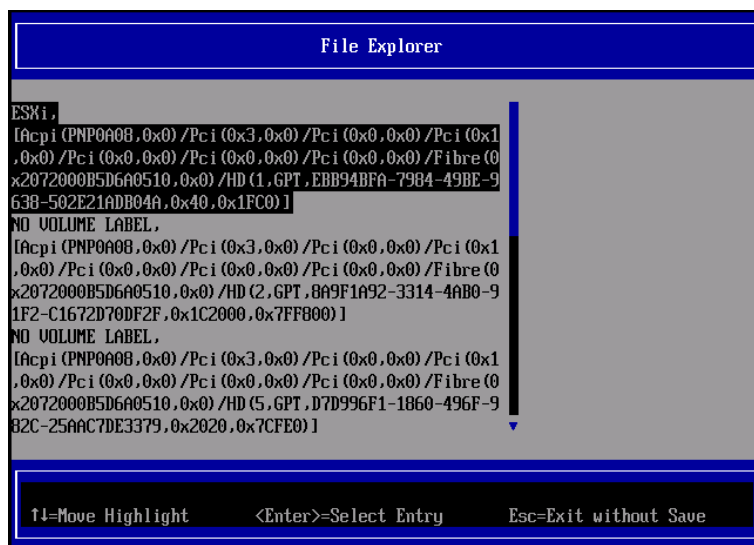 File Explorer
ESXi,
[Acpi(PNP0A08,0x0)/Pci(0x3,0x0)/Pci(0x0,0x0)/Pci(0x1
,0x0)/Pci(0x0,0x0)/Pci(0x0,0x0)/Pci(0x0,0x0)/Fibre(0
x2072000B5D6A0510,0x0)/HD(1,GPT,EBB94BFA-7984-49BE-9
638-502E21ADB04A,0x40,0x1FC0)]
NO VOLUME LABEL,
[Acpi(PNP0A08,0x0)/Pci(0x3,0x0)/Pci(0x0,0x0)/Pci(0x1
,0x0)/Pci(0x0,0x0)/Pci(0x0,0x0)/Pci(0x0,0x0)/Fibre(0
x2072000B5D6A0510,0x0)/HD(2,GPT,8A9F1A92-3314-4AB0-9
1F2-C1672D70DF2F,0x1C2000,0x7FF800)]
NO VOLUME LABEL,
[Acpi(PNP0A08,0x0)/Pci(0x3,0x0)/Pci(0x0,0x0)/Pci(0x1
,0x0)/Pci(0x0,0x0)/Pci(0x0,0x0)/Pci(0x0,0x0)/Fibre(0
x2072000B5D6A0510,0x0)/HD(5,GPT,D7D996F1-1860-496F-9
82C-25AAC7DE3379,0x2020,0x7CFE0)]
↑↓=Move Highlight <Enter>=Select Entry Esc=Exit without Save